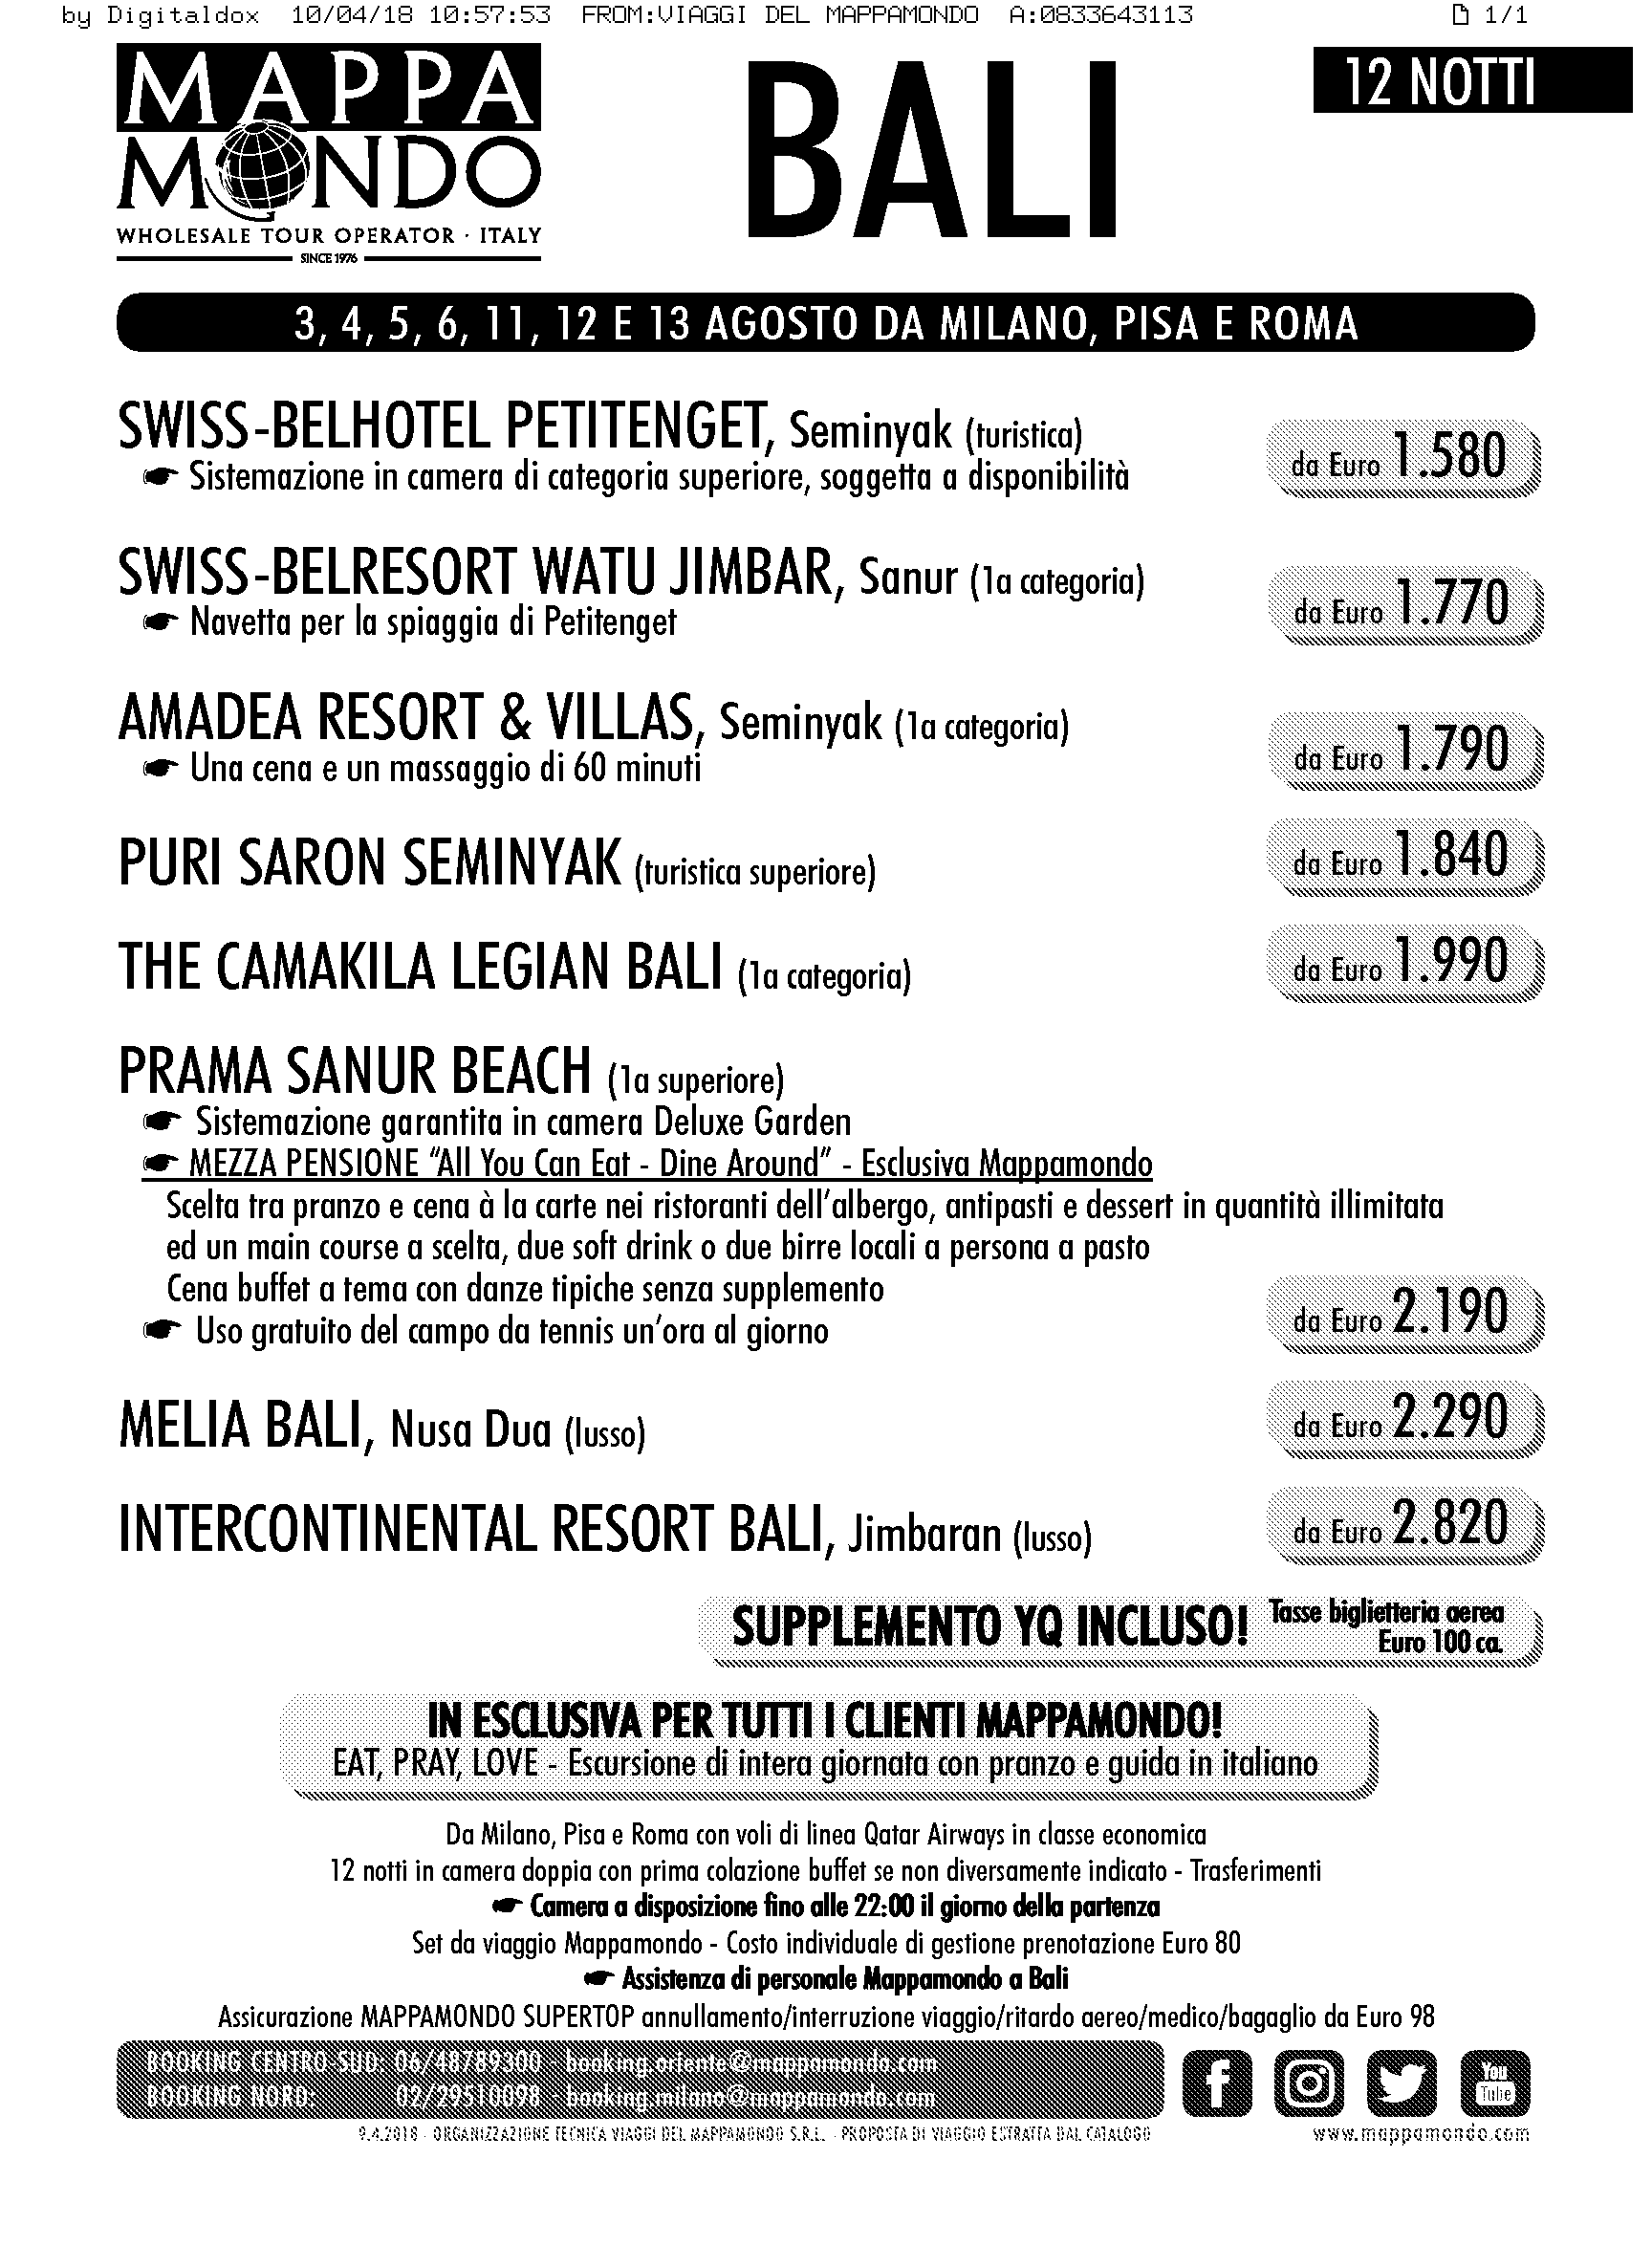 by Digitaldox 10/04/18 10:57:53 FROM:VIAGGI DEL MAPPAMONDO A:0833643113 1/1
MAPPA
MONDO
WHOLESALE TOUR OPERATOR · ITALY
SINCE 1976
BALI
12 NOTTI
3, 4, 5, 6, 11, 12 E 13 AGOSTO DA MILANO, PISA E ROMA
SWISS-BELHOTEL PETITENGET, Seminyak (turistica)
☛ Sistemazione in camera di categoria superiore, soggetta a disponibilità
da Euro 1.580
SWISS-BELRESORT WATU JIMBAR, Sanur (1a categoria)
☛ Navetta per la spiaggia di Petitenget
da Euro 1.770
AMADEA RESORT & VILLAS, Seminyak (1a categoria)
☛ Una cena e un massaggio di 60 minuti
da Euro 1.790
PURI SARON SEMINYAK (turistica superiore)
da Euro 1.840
THE CAMAKILA LEGIAN BALI (1a categoria)
da Euro 1.990
PRAMA SANUR BEACH (1a superiore)
☛ Sistemazione garantita in camera Deluxe Garden
☛ MEZZA PENSIONE “All You Can Eat - Dine Around” - Esclusiva Mappamondo
Scelta tra pranzo e cena à la carte nei ristoranti dell’albergo, antipasti e dessert in quantità illimitata
ed un main course a scelta, due soft drink o due birre locali a persona a pasto
Cena buffet a tema con danze tipiche senza supplemento
☛ Uso gratuito del campo da tennis un’ora al giorno
da Euro 2.190
MELIA BALI, Nusa Dua (lusso)
da Euro 2.290
INTERCONTINENTAL RESORT BALI, Jimbaran (lusso)
da Euro 2.820
SUPPLEMENTO YQ INCLUSO! Tasse biglietteria aerea
Euro 100 ca.
IN ESCLUSIVA PER TUTTI I CLIENTI MAPPAMONDO!
EAT, PRAY, LOVE - Escursione di intera giornata con pranzo e guida in italiano
Da Milano, Pisa e Roma con voli di linea Qatar Airways in classe economica
12 notti in camera doppia con prima colazione buffet se non diversamente indicato - Trasferimenti
☛ Camera a disposizione fino alle 22:00 il giorno della partenza
Set da viaggio Mappamondo - Costo individuale di gestione prenotazione Euro 80
☛ Assistenza di personale Mappamondo a Bali
Assicurazione MAPPAMONDO SUPERTOP annullamento/interruzione viaggio/ritardo aereo/medico/bagaglio da Euro 98
BOOKING CENTRO-SUD: 06/48789300 - booking.oriente@mappamondo.com
BOOKING NORD: 02/29510098 - booking.milano@mappamondo.com
You
Tube
9.4.2018 - ORGANIZZAZIONE TECNICA VIAGGI DEL MAPPAMONDO S.R.L. - PROPOSTA DI VIAGGIO ESTRATTA DAL CATALOGO
www.mappamondo.com